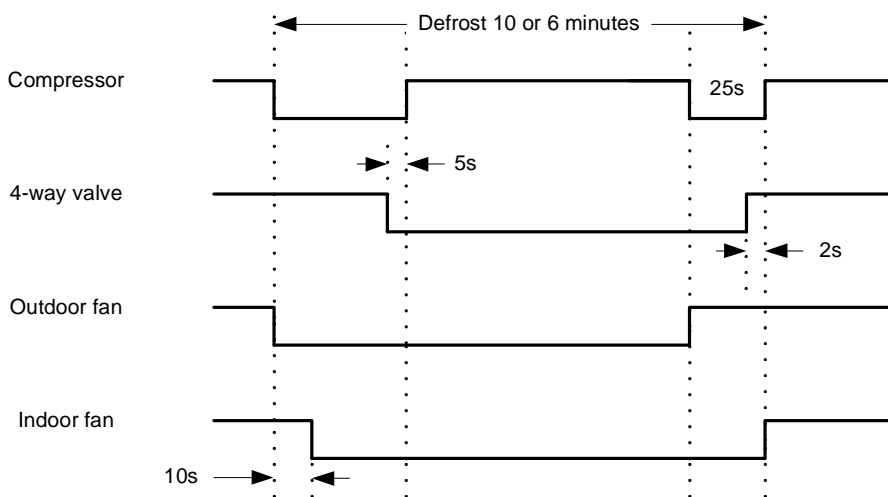 Defrost 10 or 6 minutes
Compressor
25s
5s
4-way valve
2s
Outdoor fan
Indoor fan
10s